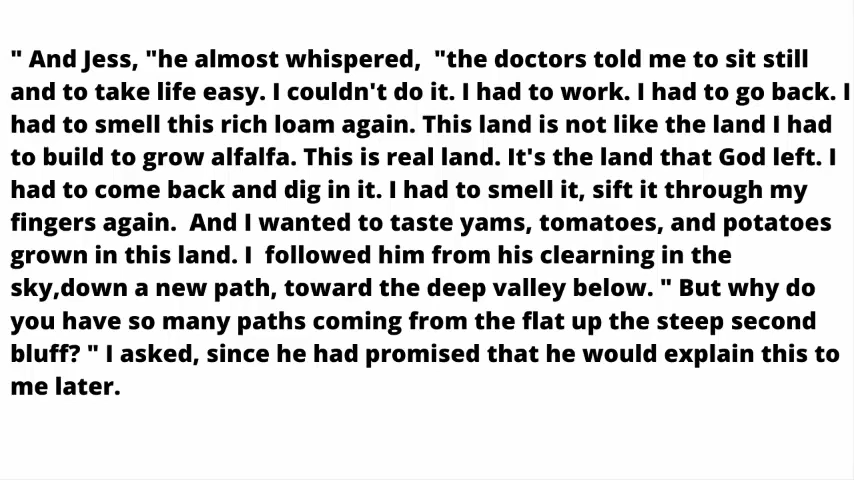 " And Jess, "he almost whispered,  "the doctors told me to sit still
and to take life easy. I couldn't do it. I had to work. I had to go back. I
had to smell this rich loam again. This land is not like the land I had
to build to grow alfalfa. This is real land. It's the land that God left. I
had to come back and dig in it. I had to smell it, sift it through my
fingers again.  And I wanted to taste yams, tomatoes, and potatoes
grown in this land. I  followed him from his clearning in the
sky,down a new path, toward the deep valley below. " But why do
you have so many paths coming from the flat up the steep second
bluff? " I asked, since he had promised that he would explain this to
me later.